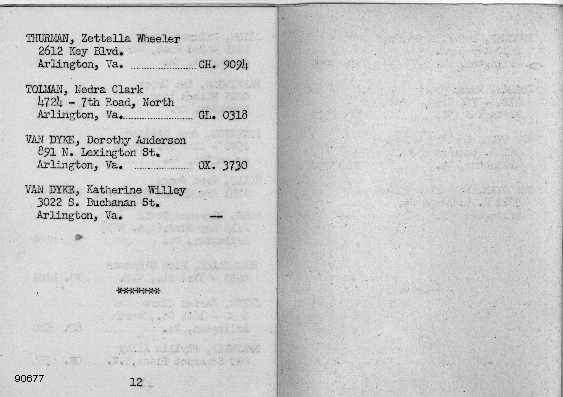 THURMAN, Zettella Wheeler
2612 Key Blvd.
Arlington, Va. ........................ CH. 9094
TOLMAN, Nedra Clark
4724 - 7th Road, North
Arlington, Va. ........................ GL. 0318
VAN DYKE, Dorothy Anderson
891 N. Lexington St.
Arlington, Va. ........................ OX. 3730
VAN DYKE, Katherine Willey
3022 S. Buchanan St.
Arlington, Va. --
*******
12
90677